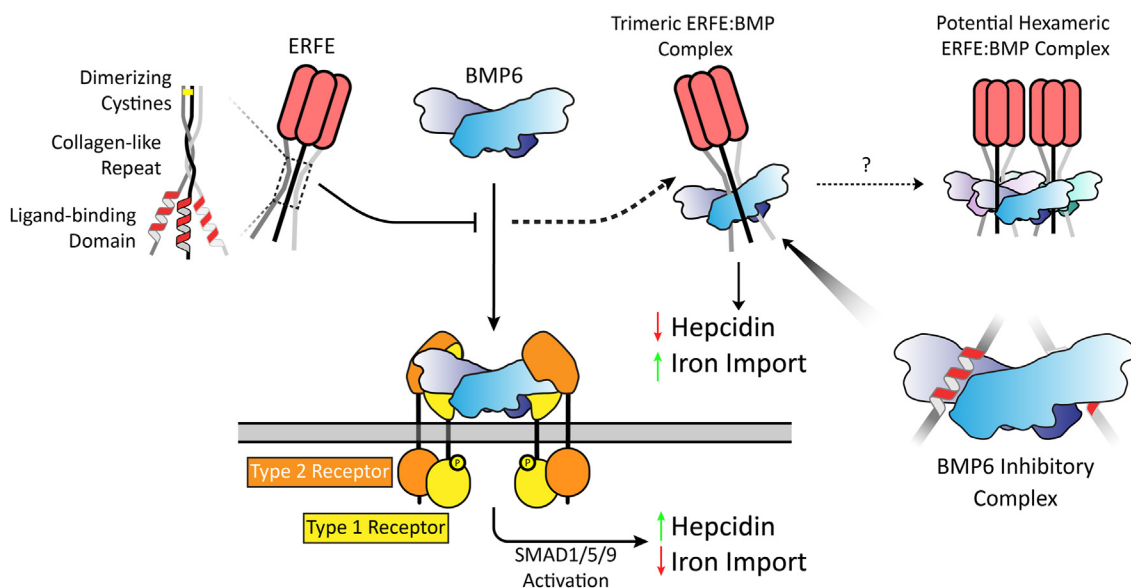 Dimerizing
Cystines
Collagen-like
Repeat
Ligand-binding
Domain
ERFE
BMP6
Trimeric ERFE:BMP
Complex
?
Potential Hexameric
ERFE:BMP Complex
Hepcidin
Iron Import
BMP6 Inhibitory
Complex
Type 2 Receptor
Type 1 Receptor
P
P
SMAD1/5/9
Activation
Hepcidin
Iron Import